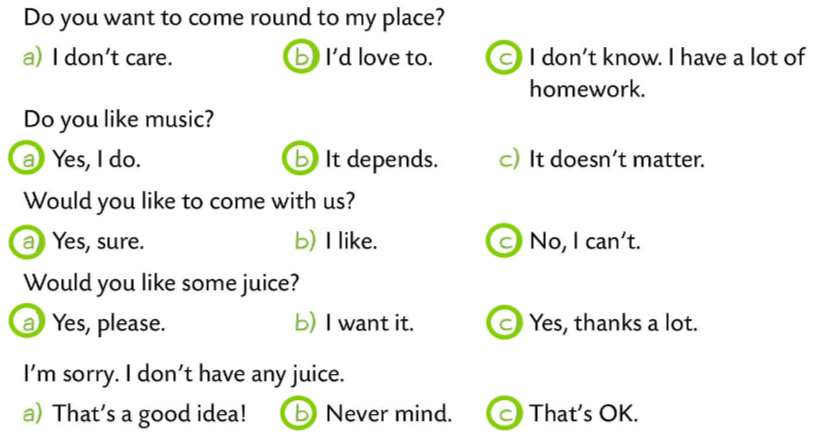 Do you want to come round to my place?
a) I don't care. b) I'd love to. c) I don't know. I have a lot of
homework.
Do you like music?
a) Yes, I do. b) It depends. c) It doesn't matter.
Would you like to come with us?
a) Yes, sure. b) I like. c) No, I can't.
Would you like some juice?
a) Yes, please. b) I want it. c) Yes, thanks a lot.
I'm sorry. I don't have any juice.
a) That's a good idea! b) Never mind. c) That's OK.